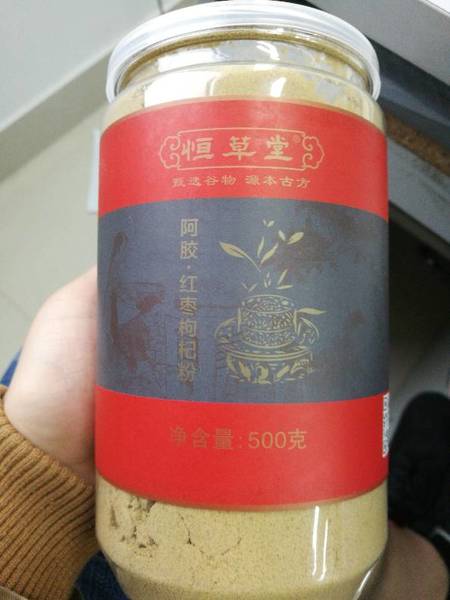 恒草堂®
甄选谷物 源本古方
阿胶·红枣枸杞粉
净含量:500克